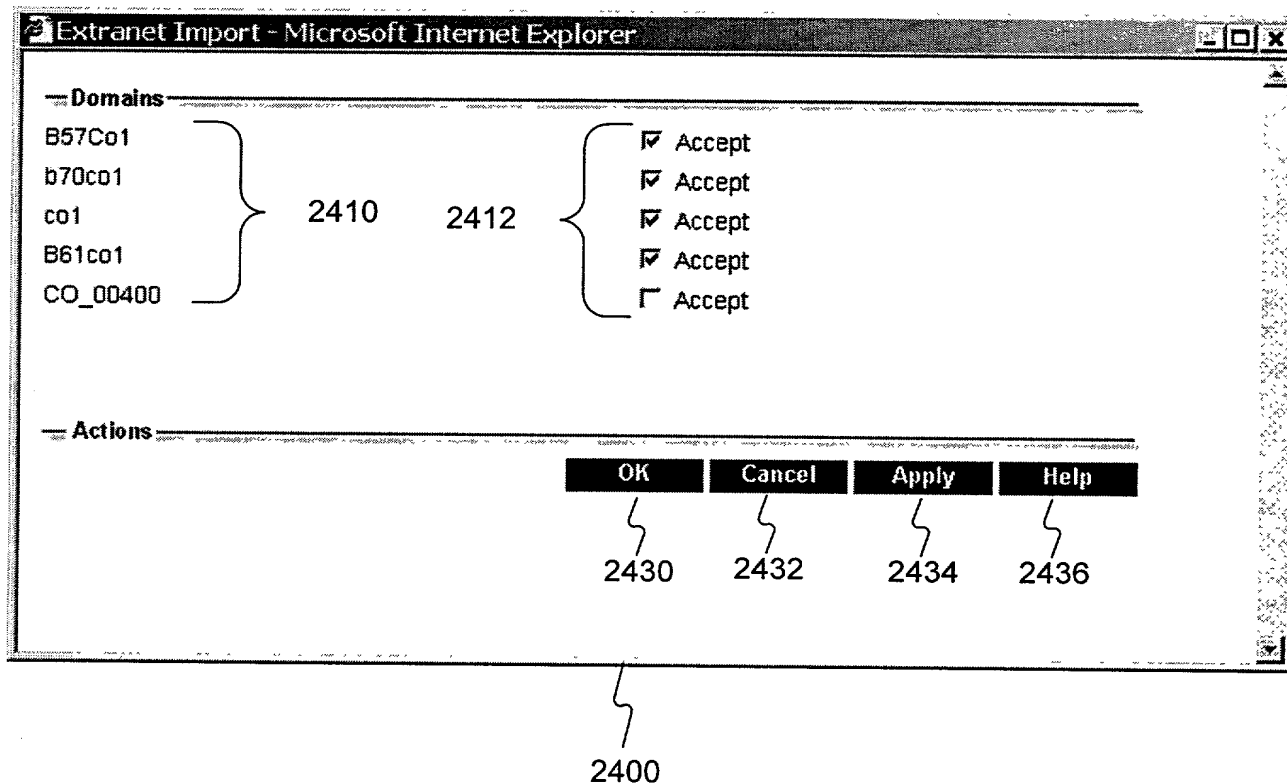 Extranet Import - Microsoft Internet Explorer
Domains
B57Co1 Accept
b70co1 Accept
co1 2410 2412 Accept
B61co1 Accept
CO_00400 Accept
Actions
OK Cancel Apply Help
2430 2432 2434 2436
2400